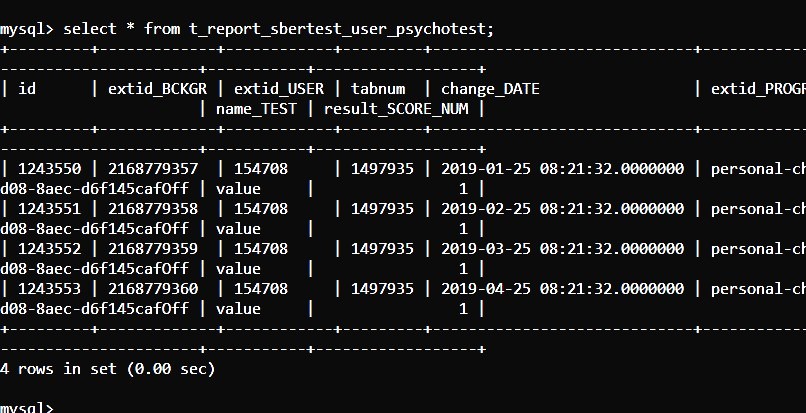 mysql> select * from t_report_sbertest_user_psychotest;
+---------+------------+-------------+---------+-----------------------------+------------
----------------------+-----------+------------------+
| id      | extid_BCKGR | extid_USER | tabnum | change_DATE                 | extid_PROGR
                      | name_TEST | result_SCORE_NUM |
+---------+------------+-------------+---------+-----------------------------+------------
----------------------+-----------+------------------+
| 1243550 | 2168779357  | 154708     | 1497935 | 2019-01-25 08:21:32.0000000 | personal-ch
d08-8aec-d6f145caf0ff | value     |                1 |
| 1243551 | 2168779358  | 154708     | 1497935 | 2019-02-25 08:21:32.0000000 | personal-ch
d08-8aec-d6f145caf0ff | value     |                1 |
| 1243552 | 2168779359  | 154708     | 1497935 | 2019-03-25 08:21:32.0000000 | personal-ch
d08-8aec-d6f145caf0ff | value     |                1 |
| 1243553 | 2168779360  | 154708     | 1497935 | 2019-04-25 08:21:32.0000000 | personal-ch
d08-8aec-d6f145caf0ff | value     |                1 |
+---------+------------+-------------+---------+-----------------------------+------------
----------------------+-----------+------------------+
4 rows in set (0.00 sec)
mysql>